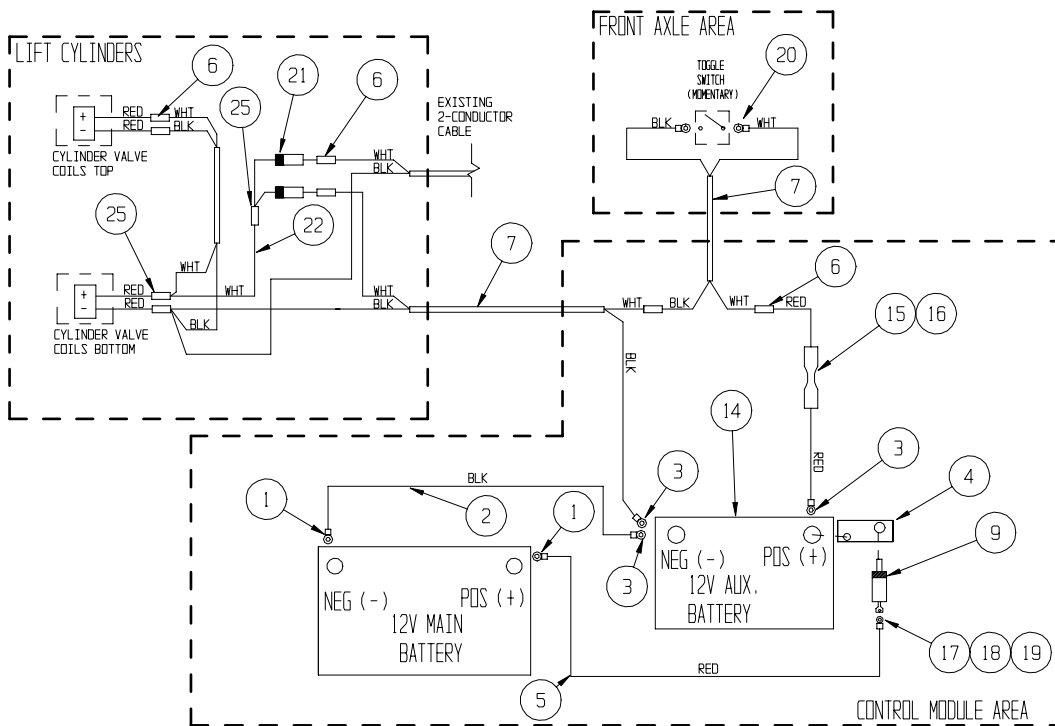 LIFT CYLINDERS
FRONT AXLE AREA
6
21
6
20
TOGGLE
SWITCH
(MOMENTARY)
25
EXISTING
2-CONDUCTOR
CABLE
+
-
RED
WHT
RED
BLK
BLK
WHT
CYLINDER VALVE
COILS TOP
WHT
BLK
25
22
7
7
6
WHT
+
-
RED
WHT
RED
WHT
BLK
WHT
BLK
WHT
RED
BLK
CYLINDER VALVE
COILS BOTTOM
15
16
BLK
14
RED
3
3
4
BLK
1
2
1
9
3
NEG (-)
POS (+)
12V AUX.
BATTERY
NEG (-)
POS (+)
12V MAIN
BATTERY
17
18
19
RED
5
CONTROL MODULE AREA